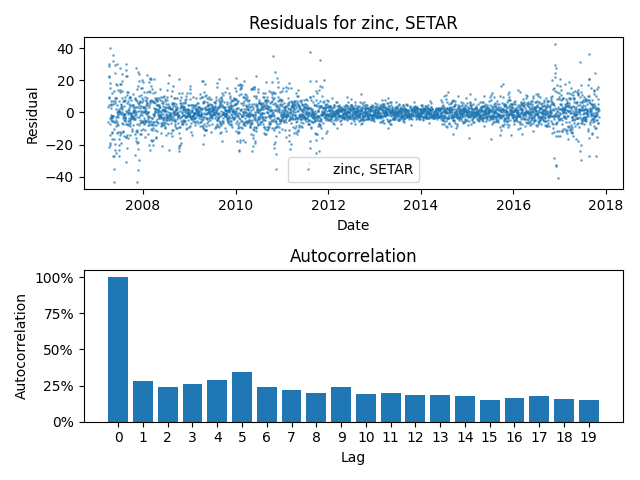 Residuals for zinc, SETAR
40
20
0
−20
−40
Residual
zinc, SETAR
2008 2010 2012 2014 2016 2018
Date
Autocorrelation
100%
75%
50%
25%
0%
Autocorrelation
0 1 2 3 4 5 6 7 8 9 10 11 12 13 14 15 16 17 18 19
Lag